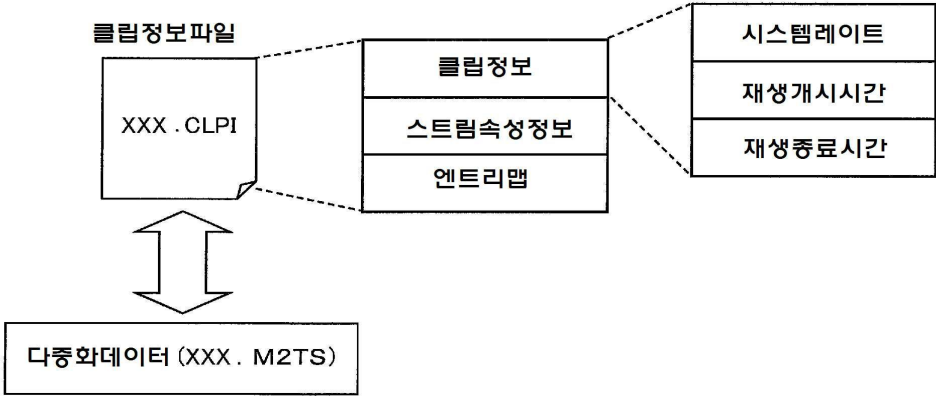 클립정보파일
XXX . CLPI
클립정보
스트림속성정보
엔트리맵
시스템레이트
재생개시시간
재생종료시간
다중화데이터 (XXX . M2TS)